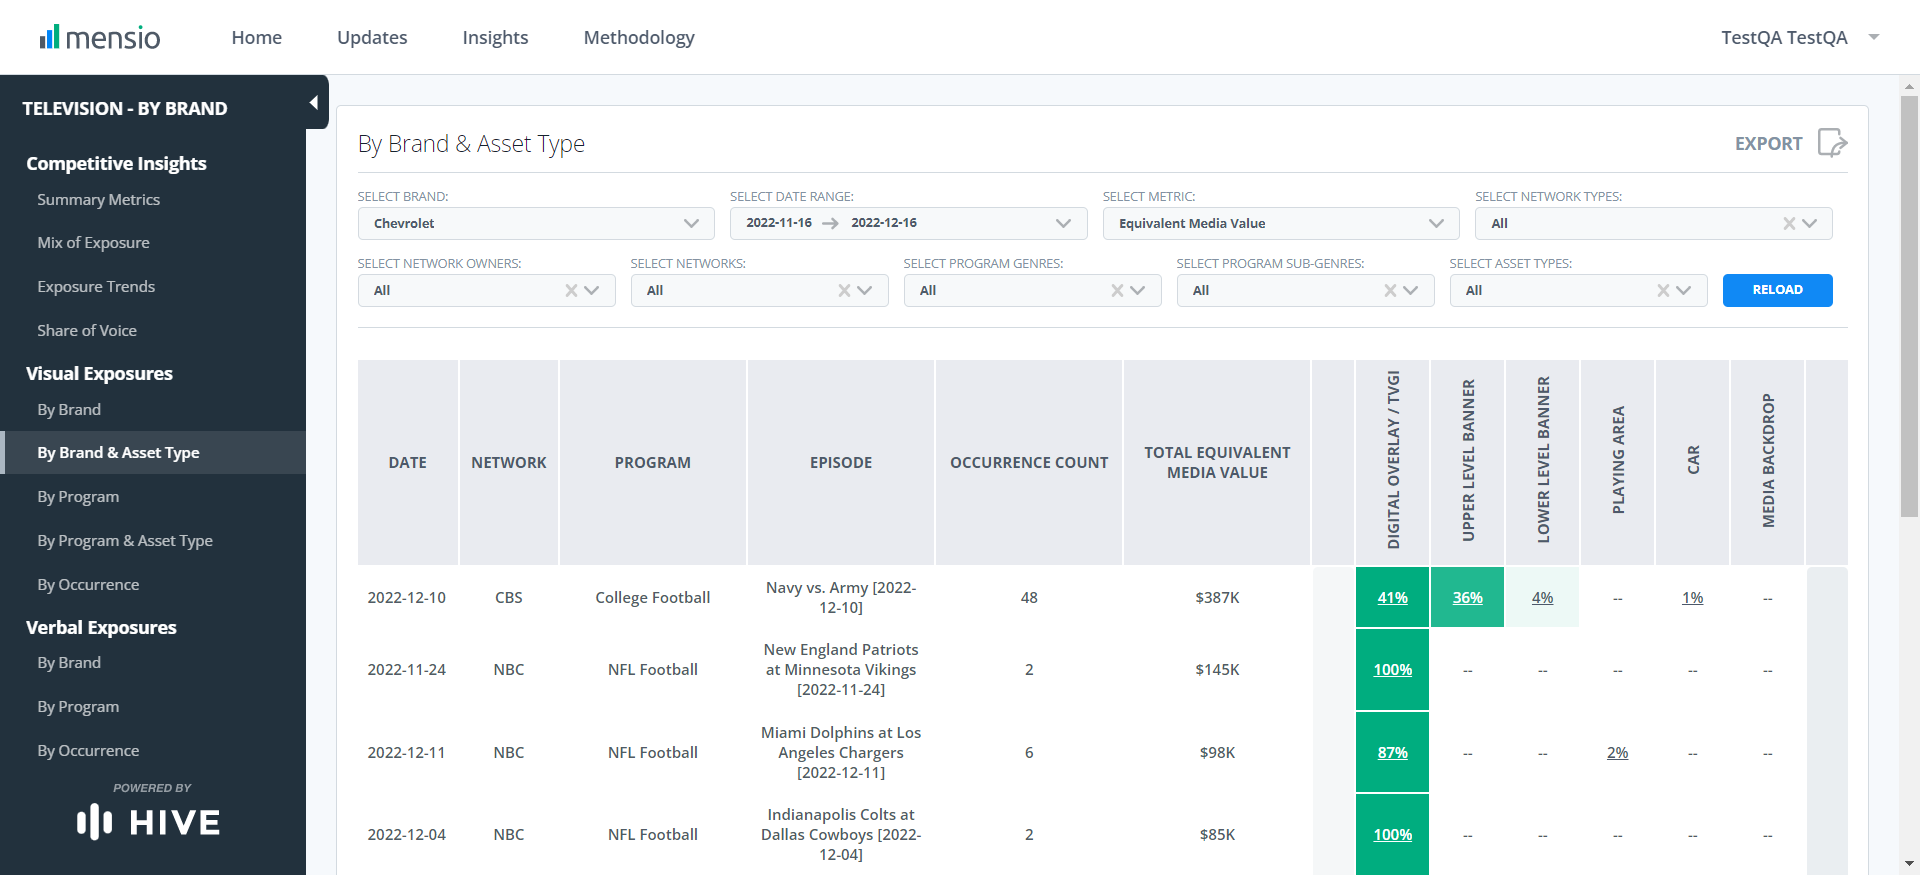 mensio
Home
Updates
Insights
Methodology
TestQA TestQA
TELEVISION - BY BRAND
Competitive Insights
Summary Metrics
Mix of Exposure
Exposure Trends
Share of Voice
Visual Exposures
By Brand
By Brand & Asset Type
By Program
By Program & Asset Type
By Occurrence
Verbal Exposures
By Brand
By Program
By Occurrence
POWERED BY
HIVE
By Brand & Asset Type
EXPORT
SELECT BRAND:
Chevrolet
SELECT DATE RANGE:
2022-11-16 → 2022-12-16
SELECT METRIC:
Equivalent Media Value
SELECT NETWORK TYPES:
All
SELECT NETWORK OWNERS:
All
SELECT NETWORKS:
All
SELECT PROGRAM GENRES:
All
SELECT PROGRAM SUB-GENRES:
All
SELECT ASSET TYPES:
All
RELOAD
DATE
NETWORK
PROGRAM
EPISODE
OCCURRENCE COUNT
TOTAL EQUIVALENT
MEDIA VALUE
DIGITAL OVERLAY / TVGI
UPPER LEVEL BANNER
LOWER LEVEL BANNER
PLAYING AREA
CAR
MEDIA BACKDROP
2022-12-10
CBS
College Football
Navy vs. Army [2022-
12-10]
48
$387K
41%
36%
4%
--
1%
--
2022-11-24
NBC
NFL Football
New England Patriots
at Minnesota Vikings
[2022-11-24]
2
$145K
100%
--
--
--
--
--
2022-12-11
NBC
NFL Football
Miami Dolphins at Los
Angeles Chargers
[2022-12-11]
6
$98K
87%
--
--
2%
--
--
2022-12-04
NBC
NFL Football
Indianapolis Colts at
Dallas Cowboys [2022-
12-04]
2
$85K
100%
--
--
--
--
--